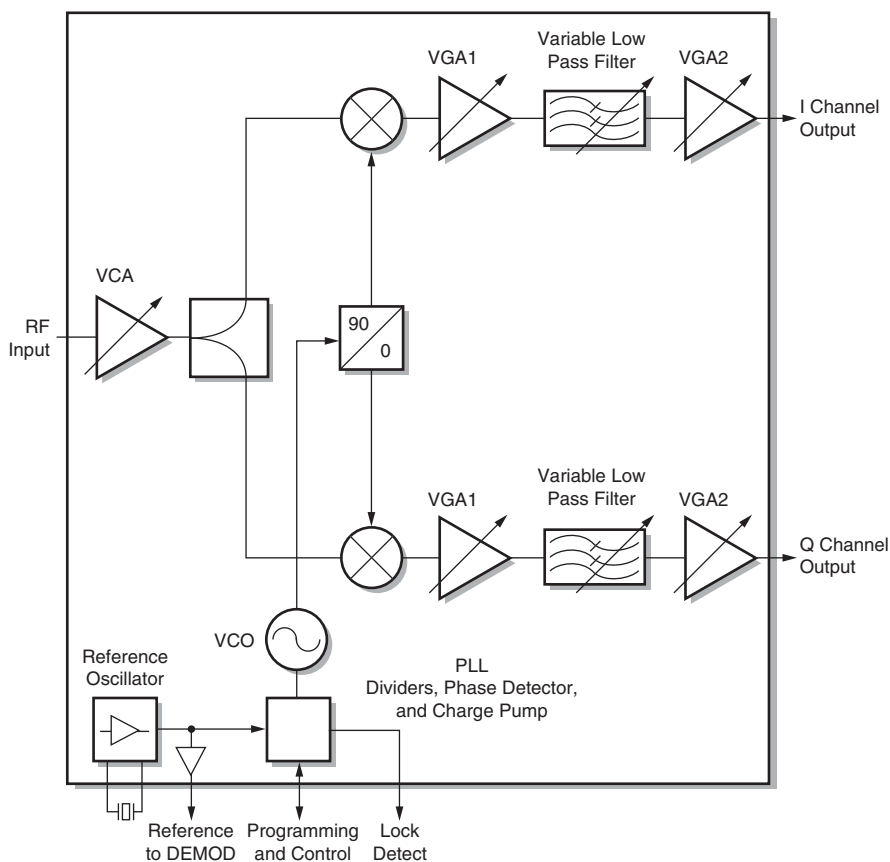 VGA1
Variable Low
Pass Filter
VGA2
I Channel
Output
VCA
RF
Input
90
0
VGA1
Variable Low
Pass Filter
VGA2
Q Channel
Output
VCO
Reference
Oscillator
PLL
Dividers, Phase Detector,
and Charge Pump
Reference
to DEMOD
Programming
and Control
Lock
Detect